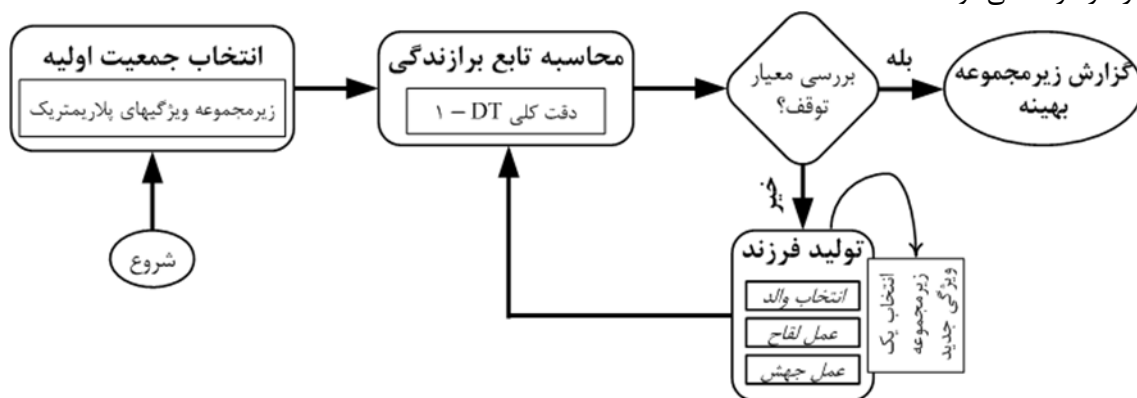 انتخاب جمعیت اولیه
زیرمجموعه ویژگیهای پلاریمتریک
شروع
محاسبه تابع برازندگی
۱ – DT دقت کلی
بررسی معیار
توقف؟
بله
گزارش زیرمجموعه
بهینه
خیر
تولید فرزند
انتخاب والد
عمل لقاح
عمل جهش
انتخاب یک
زیرمجموعه
ویژگی جدید